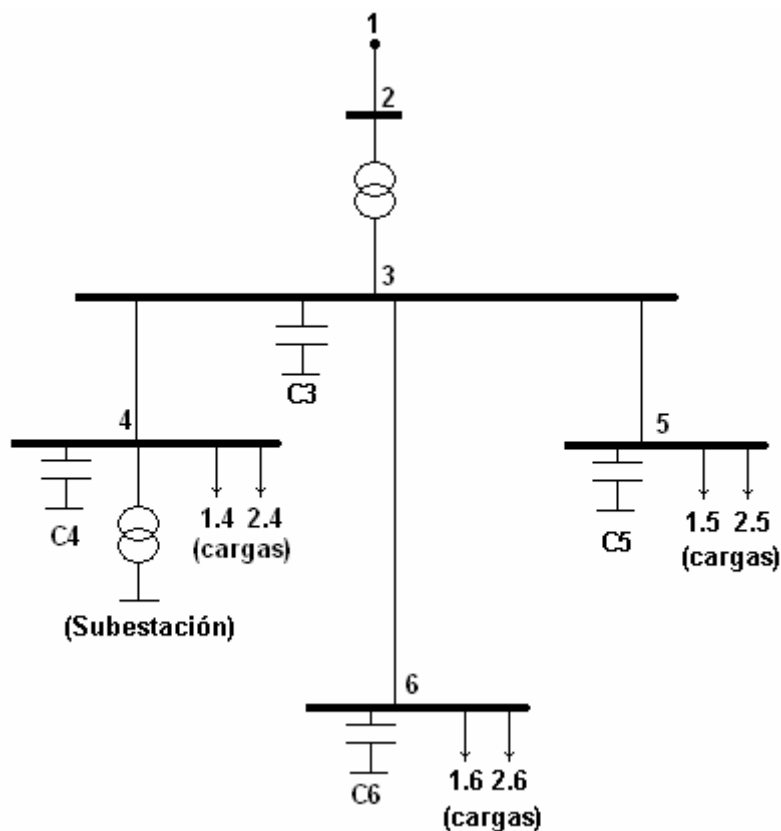 1
2
3
C3
4
5
C4
1.4 2.4
(cargas)
C5
1.5 2.5
(cargas)
(Subestación)
6
C6
1.6 2.6
(cargas)